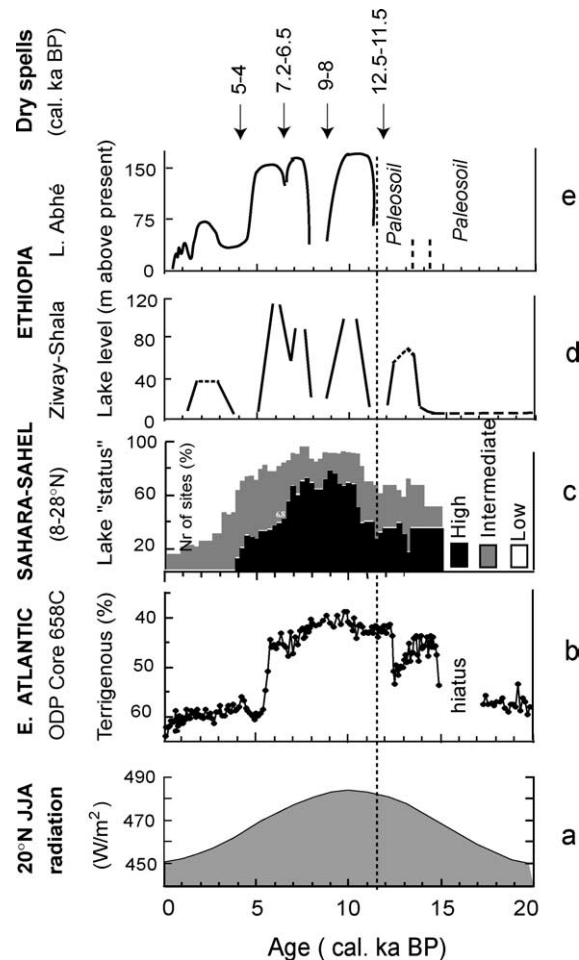 Dry spells
(cal. ka BP)
5-4
7.2-6.5
9-8
12.5-11.5
ETHIOPIA
L. Abhé
Lake level (m above present)
150
75
0
Paleosoil
Paleosoil
e
Ziway-Shala
120
80
40
0
d
SAHARA-SAHEL
(8-28°N)
Lake "status"
Nr of sites (%)
100
60
20
6.8
High
Intermediate
Low
c
E. ATLANTIC
ODP Core 658C
Terrigenous (%)
40
50
60
hiatus
b
20°N JJA
radiation
(W/m²)
490
470
450
a
0
5
10
15
20
Age ( cal. ka BP)